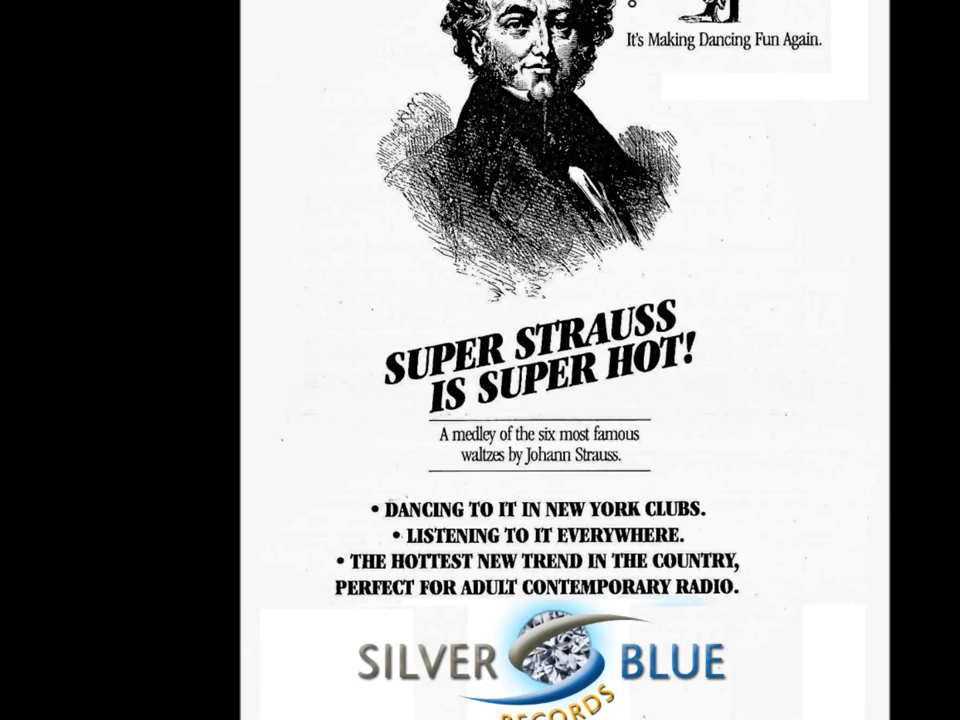 It's Making Dancing Fun Again.
SUPER STRAUSS
IS SUPER HOT!
A medley of the six most famous
waltzes by Johann Strauss.
• DANCING TO IT IN NEW YORK CLUBS.
• LISTENING TO IT EVERYWHERE.
• THE HOTTEST NEW TREND IN THE COUNTRY,
PERFECT FOR ADULT CONTEMPORARY RADIO.
SILVER BLUE
RECORDS